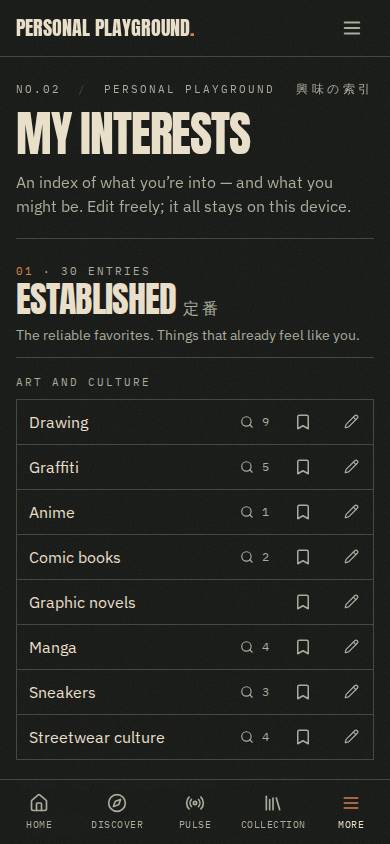 PERSONAL PLAYGROUND.
NO.02 / PERSONAL PLAYGROUND 興味の索引
MY INTERESTS
An index of what you’re into — and what you
might be. Edit freely; it all stays on this device.
01 · 30 ENTRIES
ESTABLISHED 定番
The reliable favorites. Things that already feel like you.
ART AND CULTURE
Drawing 9
Graffiti 5
Anime 1
Comic books 2
Graphic novels
Manga 4
Sneakers 3
Streetwear culture 4
HOME DISCOVER PULSE COLLECTION MORE